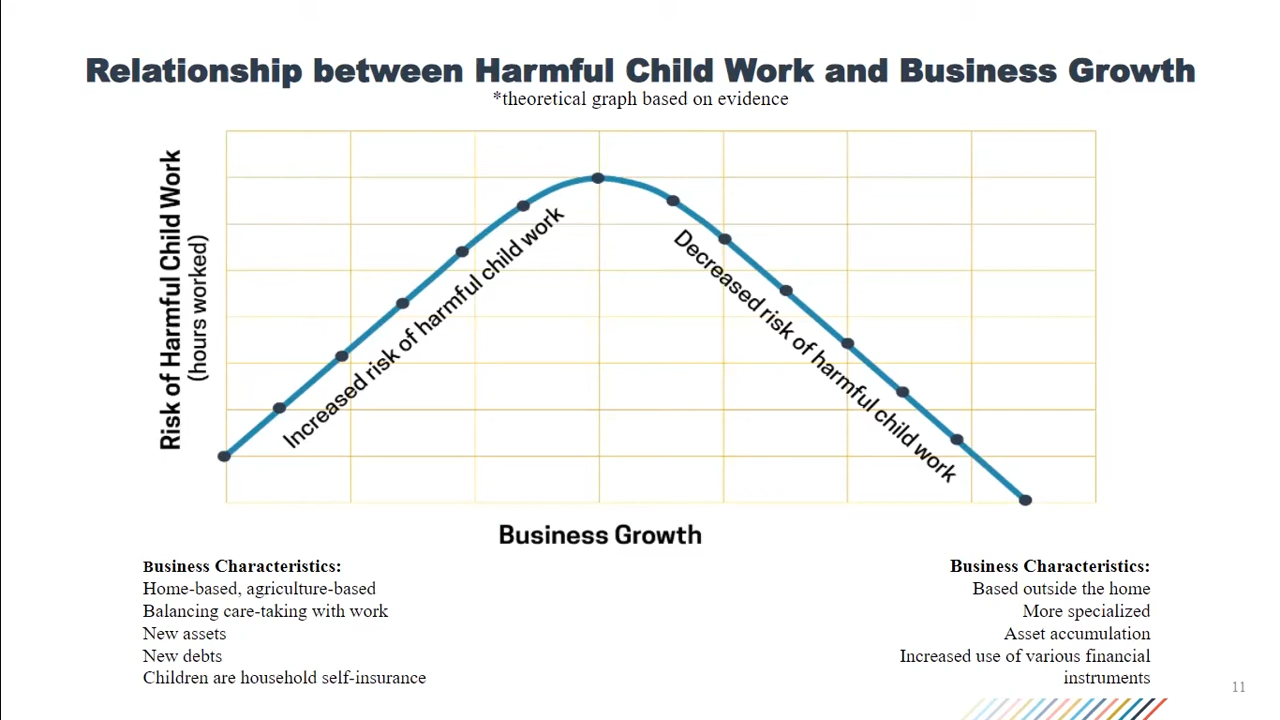 Relationship between Harmful Child Work and Business Growth
*theoretical graph based on evidence
Risk of Harmful Child Work
(hours worked)
Increased risk of harmful child work
Decreased risk of harmful child work
Business Growth
Business Characteristics:
Home-based, agriculture-based
Balancing care-taking with work
New assets
New debts
Children are household self-insurance
Business Characteristics:
Based outside the home
More specialized
Asset accumulation
Increased use of various financial
instruments
11